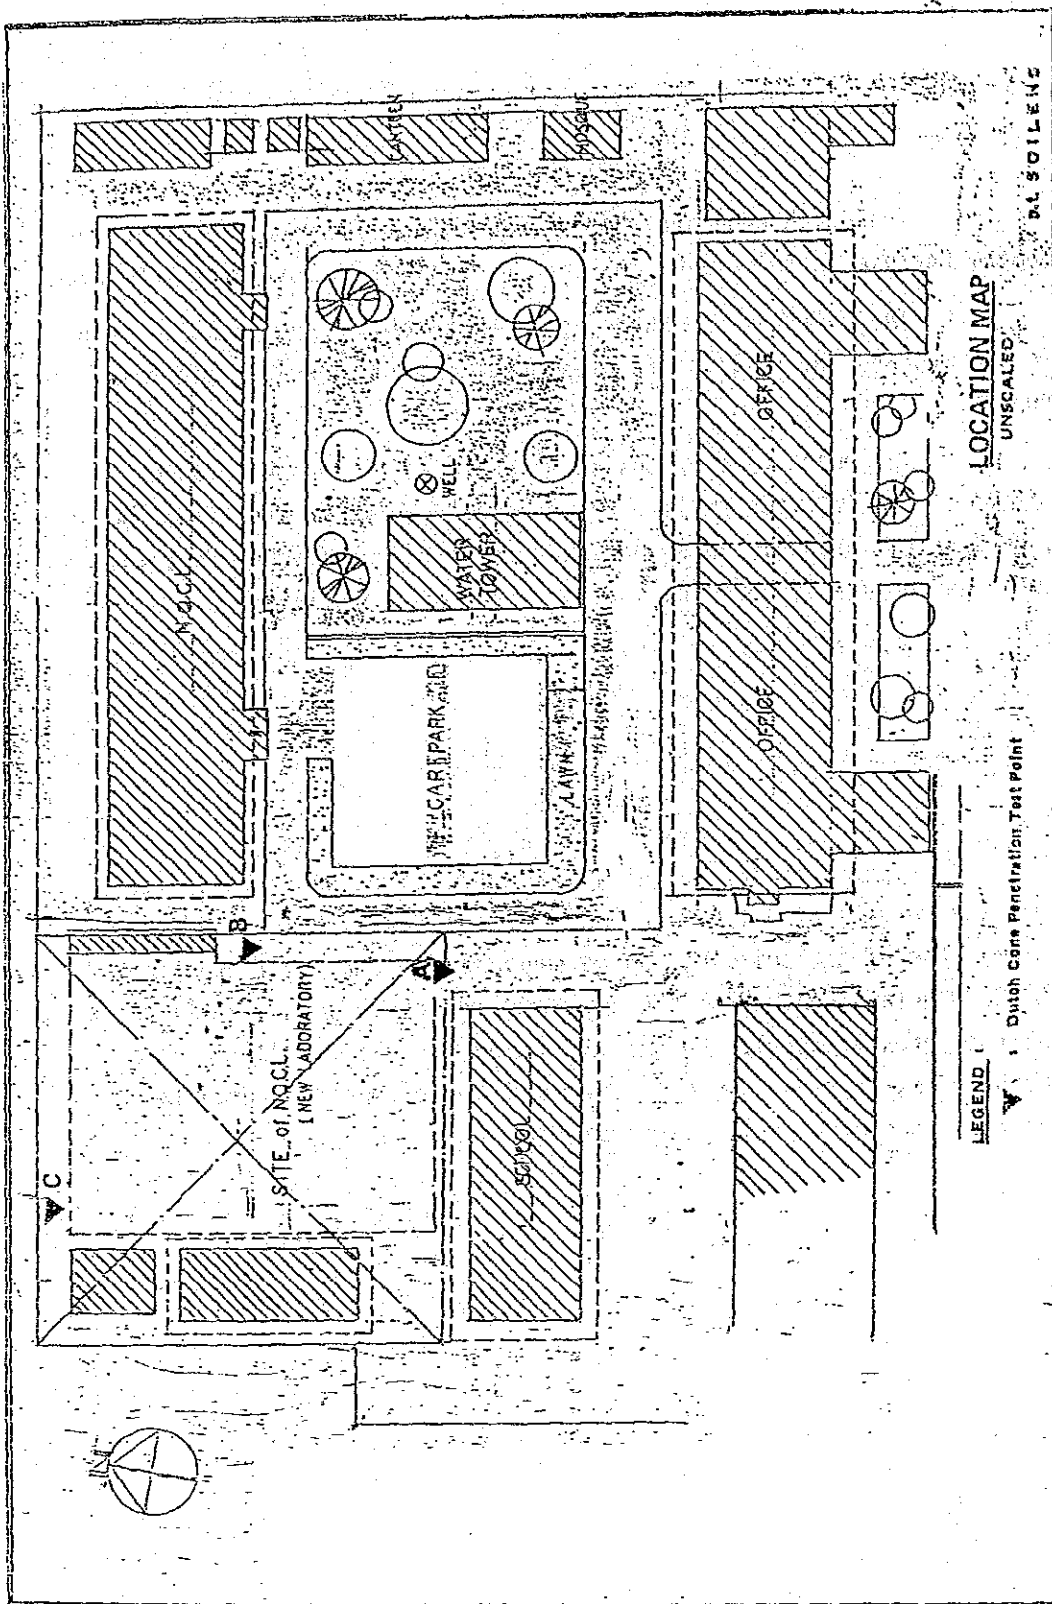 CANTEEN
MOSQUE
N.Q.C.L.
WELL
WATER
TOWER
CAR PARK
LAWN
OFFICE
OFFICE
B
A
C
SITE of N.Q.C.L.
( NEW LABORATORY)
SCHOOL
N
LOCATION MAP
UNSCALED
LEGEND :
: Dutch Cone Penetration Test Point
p.t. SOILENS